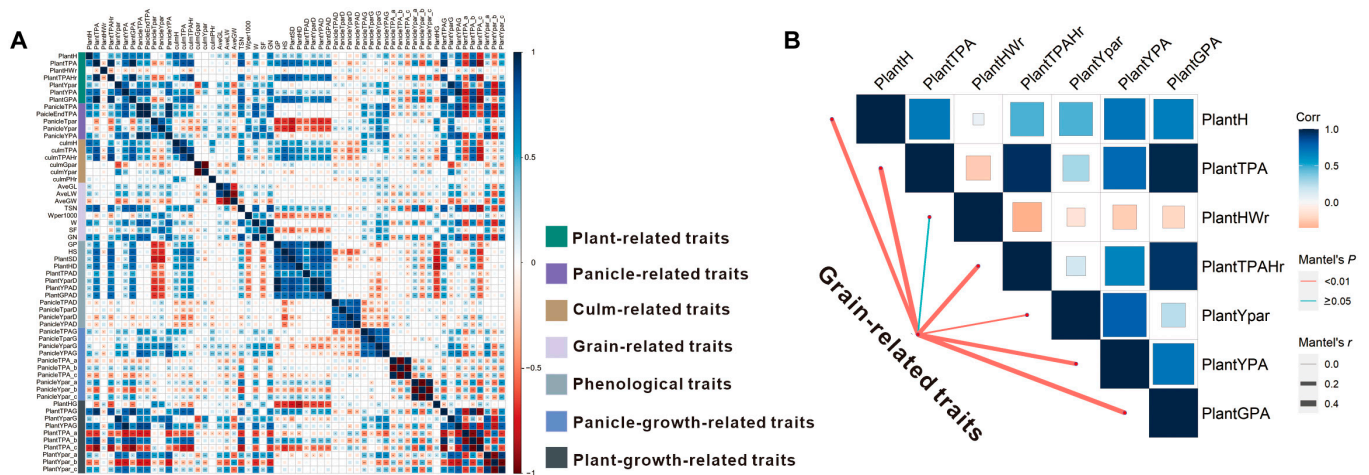 A
PlantH
PlantTPA
PlantHWr
PlantTPAHr
PlantYpar
PlantYPA
PlantGPA
PanicleTPA
PanicleEndTPA
PanicleTpar
PanicleYpar
PanicleYPA
culmH
culmTPA
culmTPAHr
culmGpar
culmYpar
culmPHr
AveGL
AveLW
AveGW
TSN
Wper1000
W
SF
GN
GP
HS
PlantSD
PlantHD
PlantTPAD
PlantYparD
PlantYPAD
PlantGPAD
PanicleTPAD
PanicleTparD
PanicleYparD
PanicleYPAD
PanicleTPAG
PanicleTparG
PanicleYparG
PanicleYPAG
PanicleTPA_a
PanicleTPA_b
PanicleTPA_c
PanicleYpar_a
PanicleYpar_b
PanicleYpar_c
PlantHG
PlantTPAG
PlantYparG
PlantYPAG
PlantTPA_a
PlantTPA_b
PlantTPA_c
PlantYpar_a
PlantYpar_b
PlantYpar_c
1
0.5
0
−0.5
−1
Plant-related traits
Panicle-related traits
Culm-related traits
Grain-related traits
Phenological traits
Panicle-growth-related traits
Plant-growth-related traits
B
PlantH
PlantTPA
PlantHWr
PlantTPAHr
PlantYpar
PlantYPA
PlantGPA
PlantH
PlantTPA
PlantHWr
PlantTPAHr
PlantYpar
PlantYPA
PlantGPA
Grain-related traits
Corr
1.0
0.5
0.0
Mantel's P
<0.01
≥0.05
Mantel's r
0.0
0.2
0.4